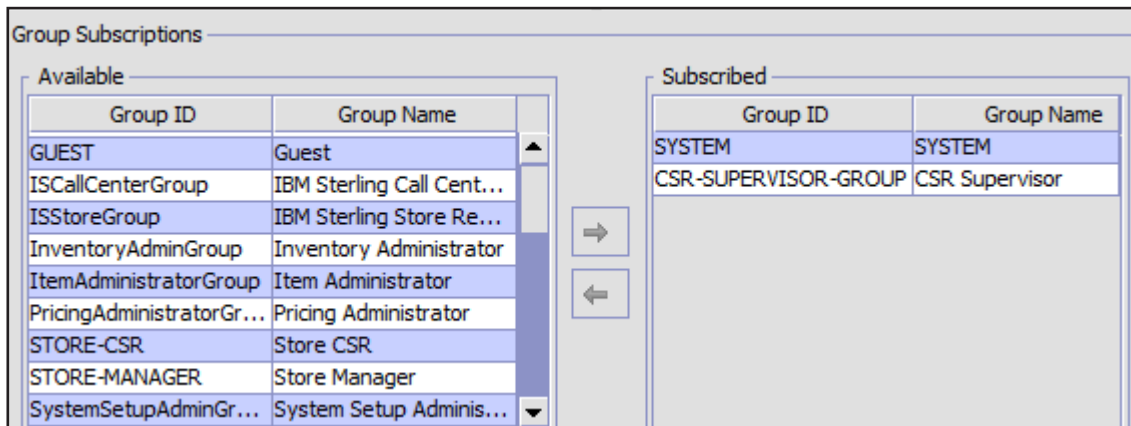 Group Subscriptions
Available
Group ID Group Name
GUEST Guest
ISCallCenterGroup IBM Sterling Call Cent...
ISStoreGroup IBM Sterling Store Re...
InventoryAdminGroup Inventory Administrator
ItemAdministratorGroup Item Administrator
PricingAdministratorGr... Pricing Administrator
STORE-CSR Store CSR
STORE-MANAGER Store Manager
SystemSetupAdminGr... System Setup Adminis...
Subscribed
Group ID Group Name
SYSTEM SYSTEM
CSR-SUPERVISOR-GROUP CSR Supervisor